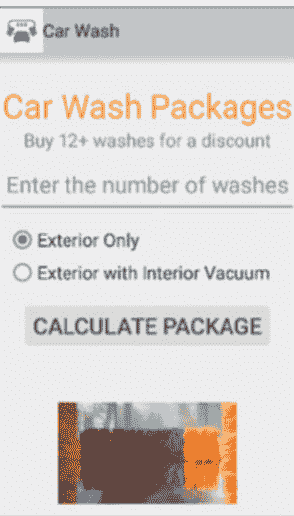 Car Wash
Car Wash Packages
Buy 12+ washes for a discount
Enter the number of washes
Exterior Only
Exterior with Interior Vacuum
CALCULATE PACKAGE